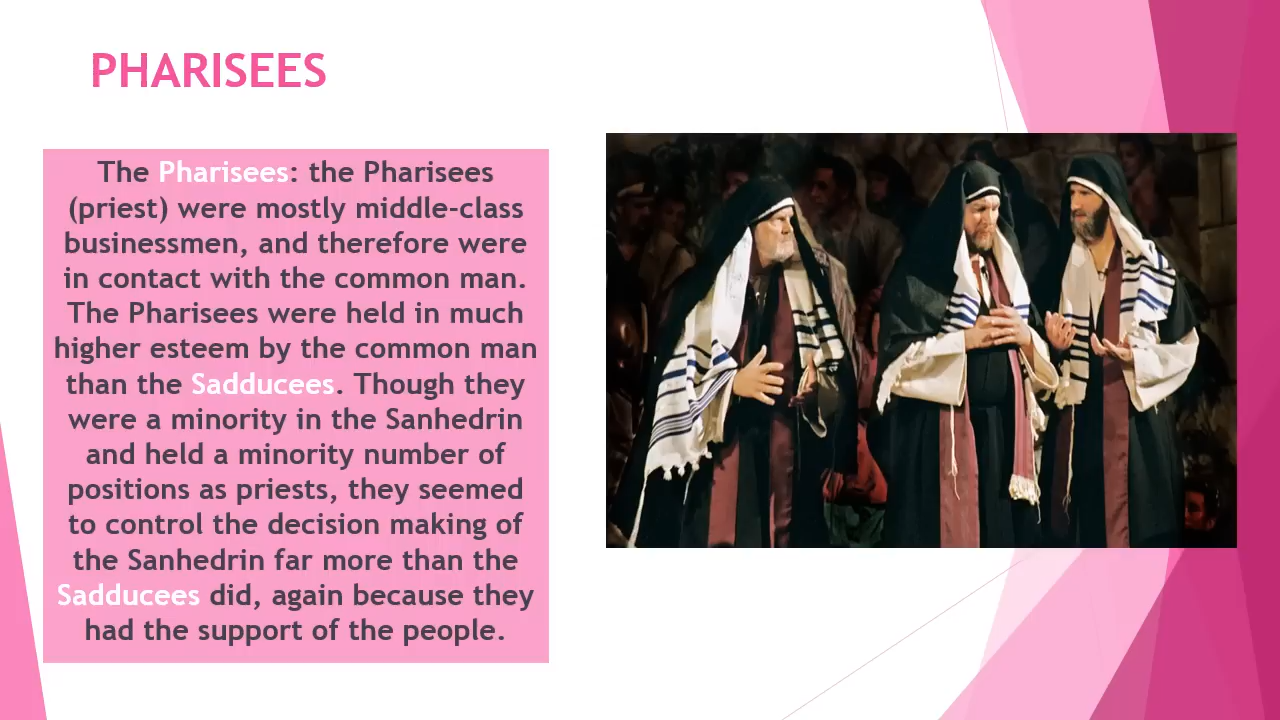 PHARISEES
The Pharisees: the Pharisees
(priest) were mostly middle-class
businessmen, and therefore were
in contact with the common man.
The Pharisees were held in much
higher esteem by the common man
than the Sadducees. Though they
were a minority in the Sanhedrin
and held a minority number of
positions as priests, they seemed
to control the decision making of
the Sanhedrin far more than the
Sadducees did, again because they
had the support of the people.